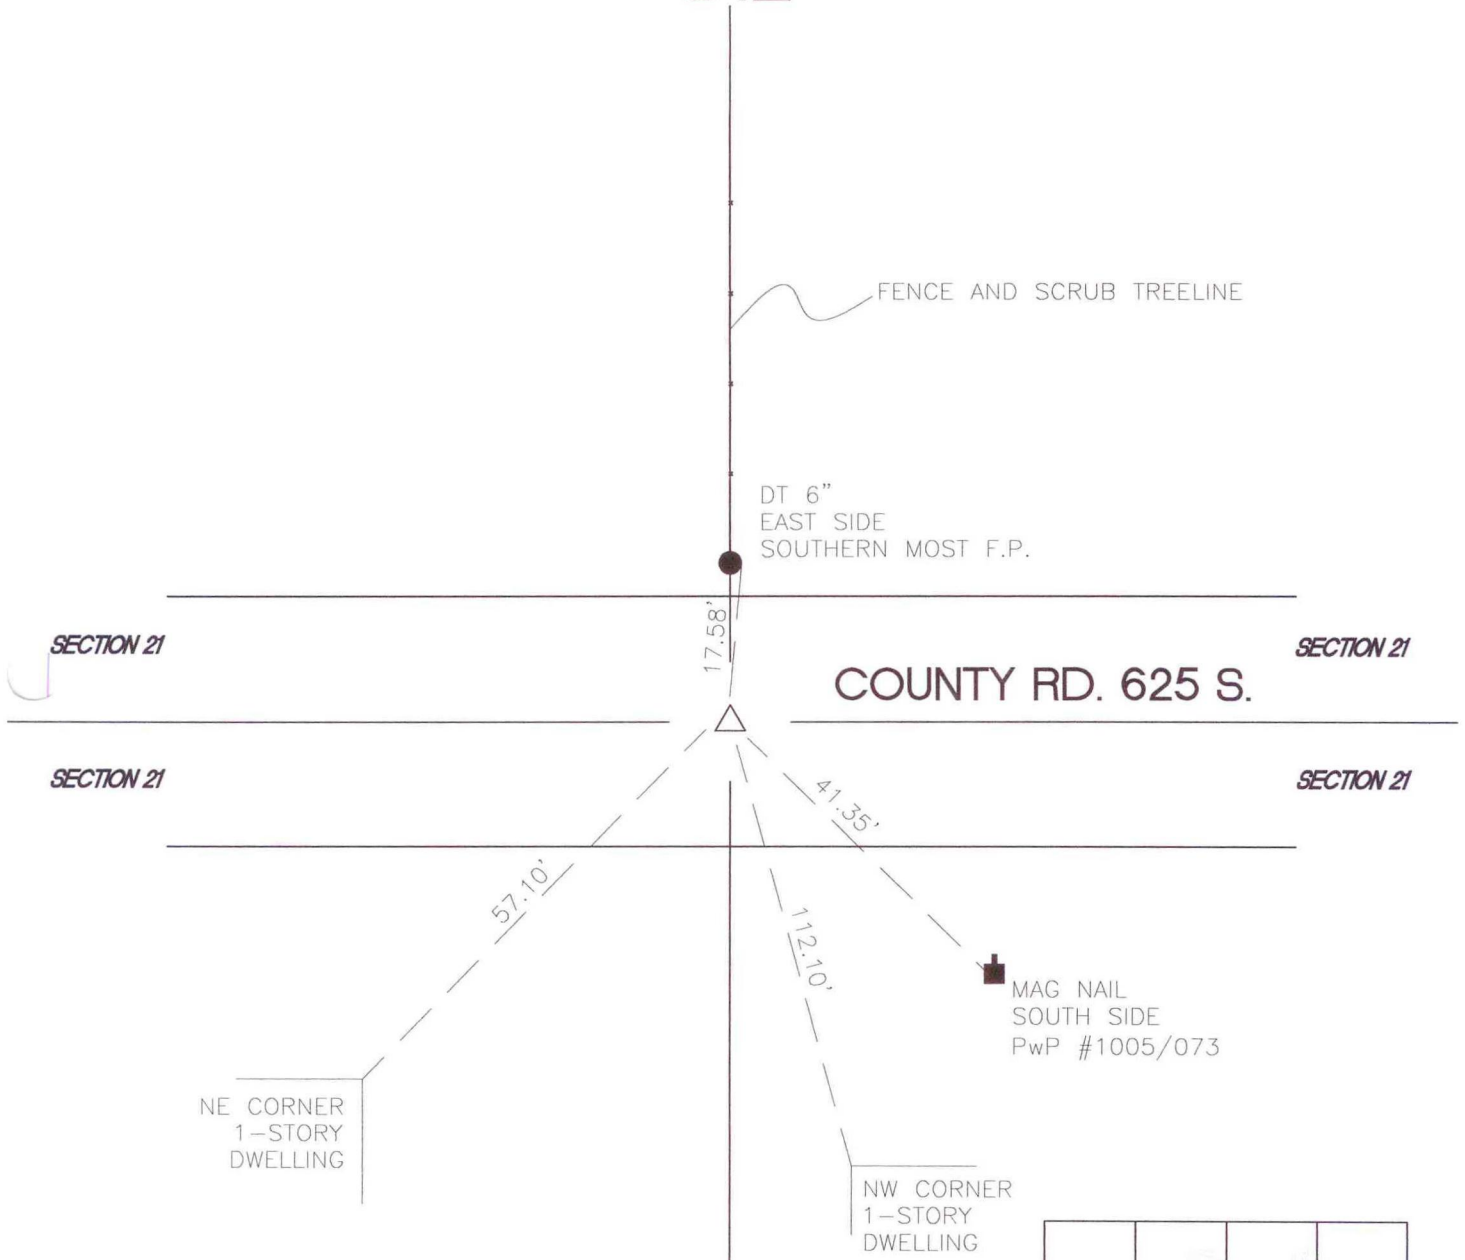 FENCE AND SCRUB TREELINE
DT 6"
EAST SIDE
SOUTHERN MOST F.P.
17.58'
SECTION 21
SECTION 21
COUNTY RD. 625 S.
SECTION 21
SECTION 21
41.35'
57.10'
112.10'
MAG NAIL
SOUTH SIDE
PwP #1005/073
NE CORNER
1-STORY
DWELLING
NW CORNER
1-STORY
DWELLING